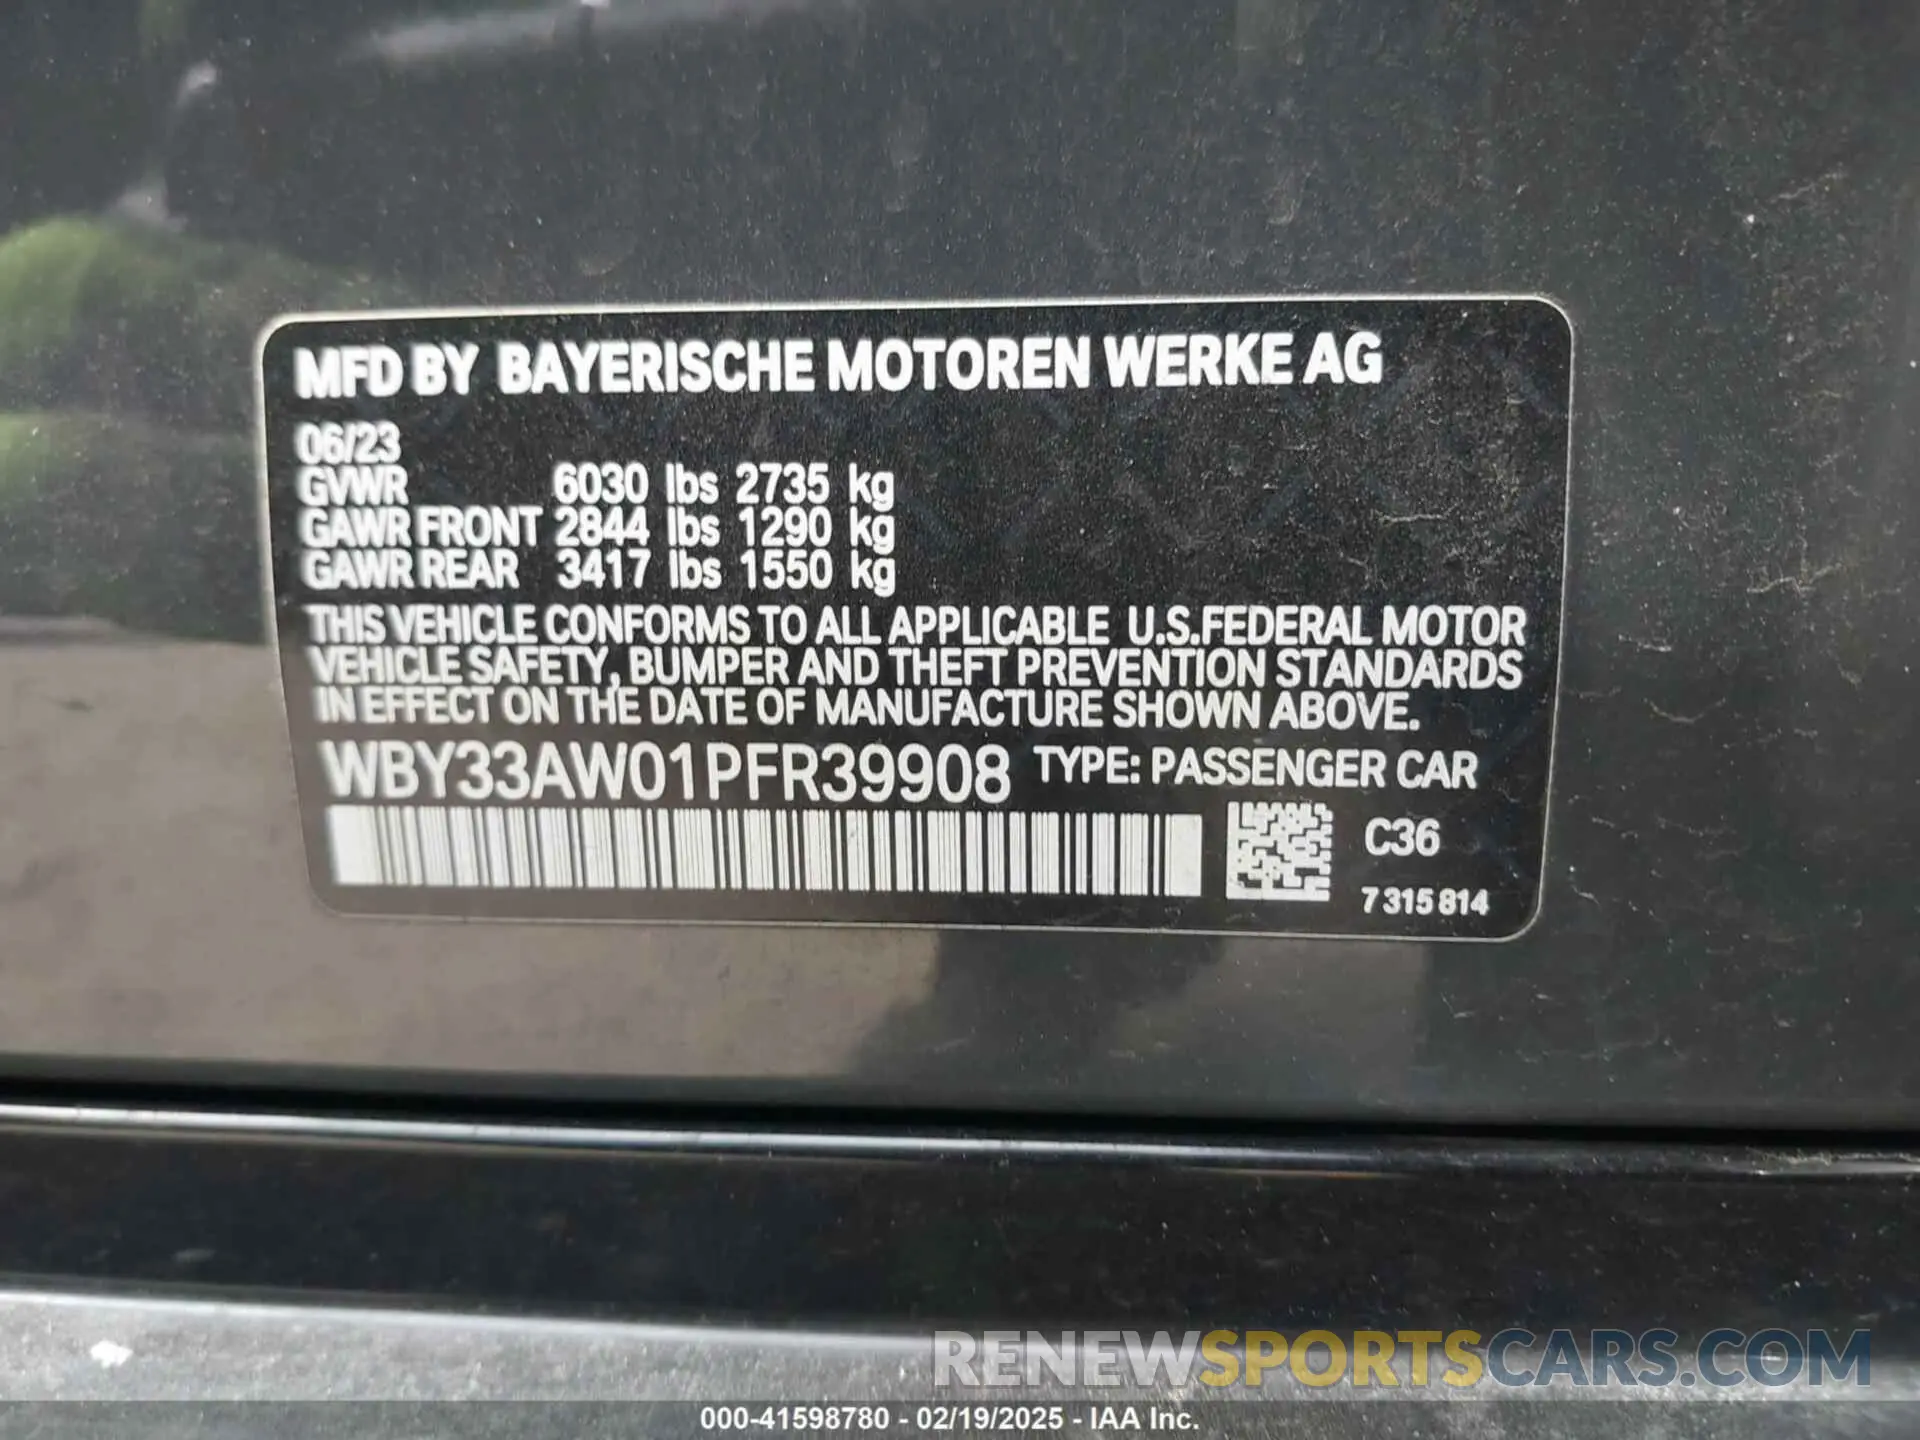 MFD BY BAYERISCHE MOTOREN WERKE AG
06/23
GVWR 6030 lbs 2735 kg
GAWR FRONT 2844 lbs 1290 kg
GAWR REAR 3417 lbs 1550 kg
THIS VEHICLE CONFORMS TO ALL APPLICABLE U.S.FEDERAL MOTOR
VEHICLE SAFETY, BUMPER AND THEFT PREVENTION STANDARDS
IN EFFECT ON THE DATE OF MANUFACTURE SHOWN ABOVE.
WBY33AW01PFR39908 TYPE: PASSENGER CAR
C36
7 315 814
RENEWSPORTSCARS.COM
000-41598780 - 02/19/2025 - IAA Inc.